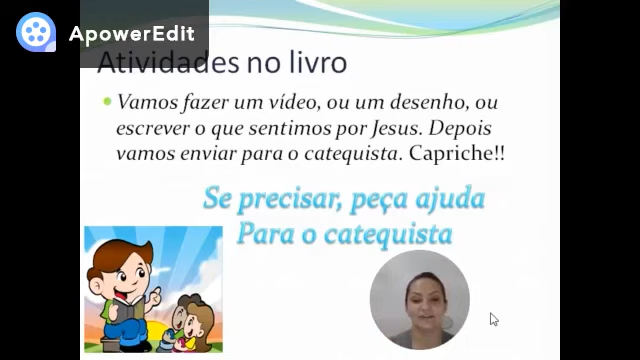 ApowerEdit
Atividades no livro
Vamos fazer um vídeo, ou um desenho, ou
escrever o que sentimos por Jesus. Depois
vamos enviar para o catequista. Capriche!!
Se precisar, peça ajuda
Para o catequista